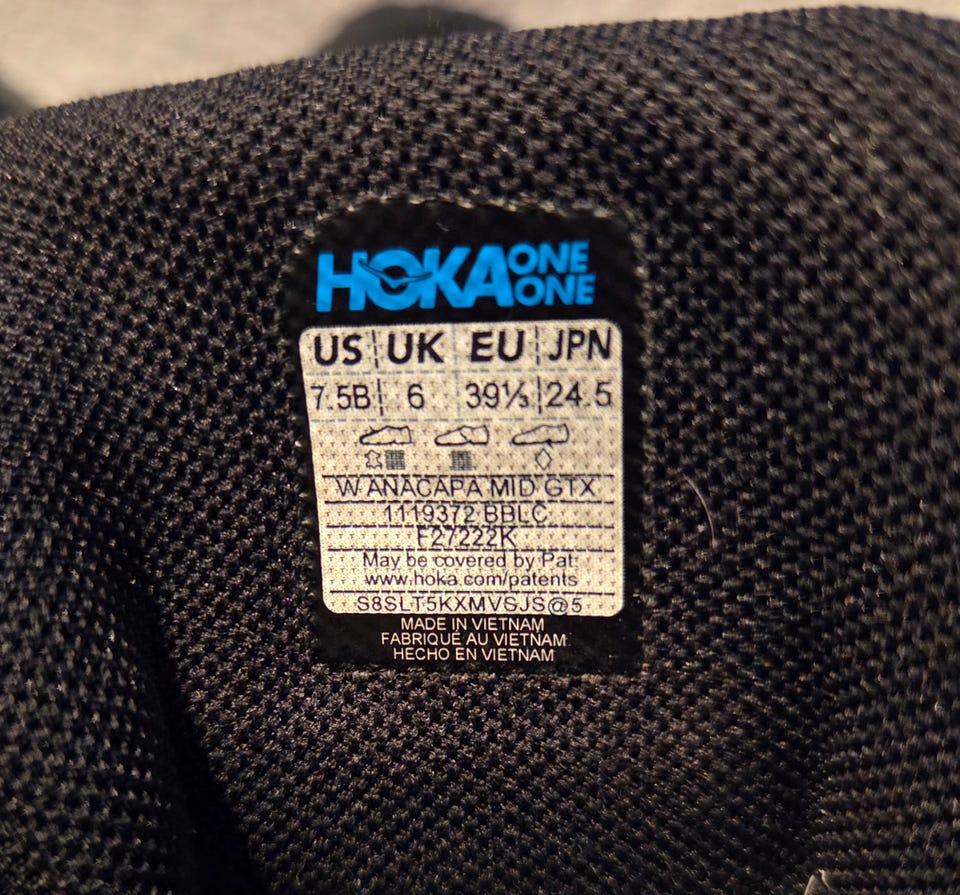 HOKA ONE ONE
US UK EU JPN
7.5B 6 39⅓ 24.5
W ANACAPA MID GTX
1119372 BBLC
F27222K
May be covered by Pat:
www.hoka.com/patents
S8SLT5KXMVSJS@5
MADE IN VIETNAM
FABRIQUÉ AU VIETNAM
HECHO EN VIETNAM